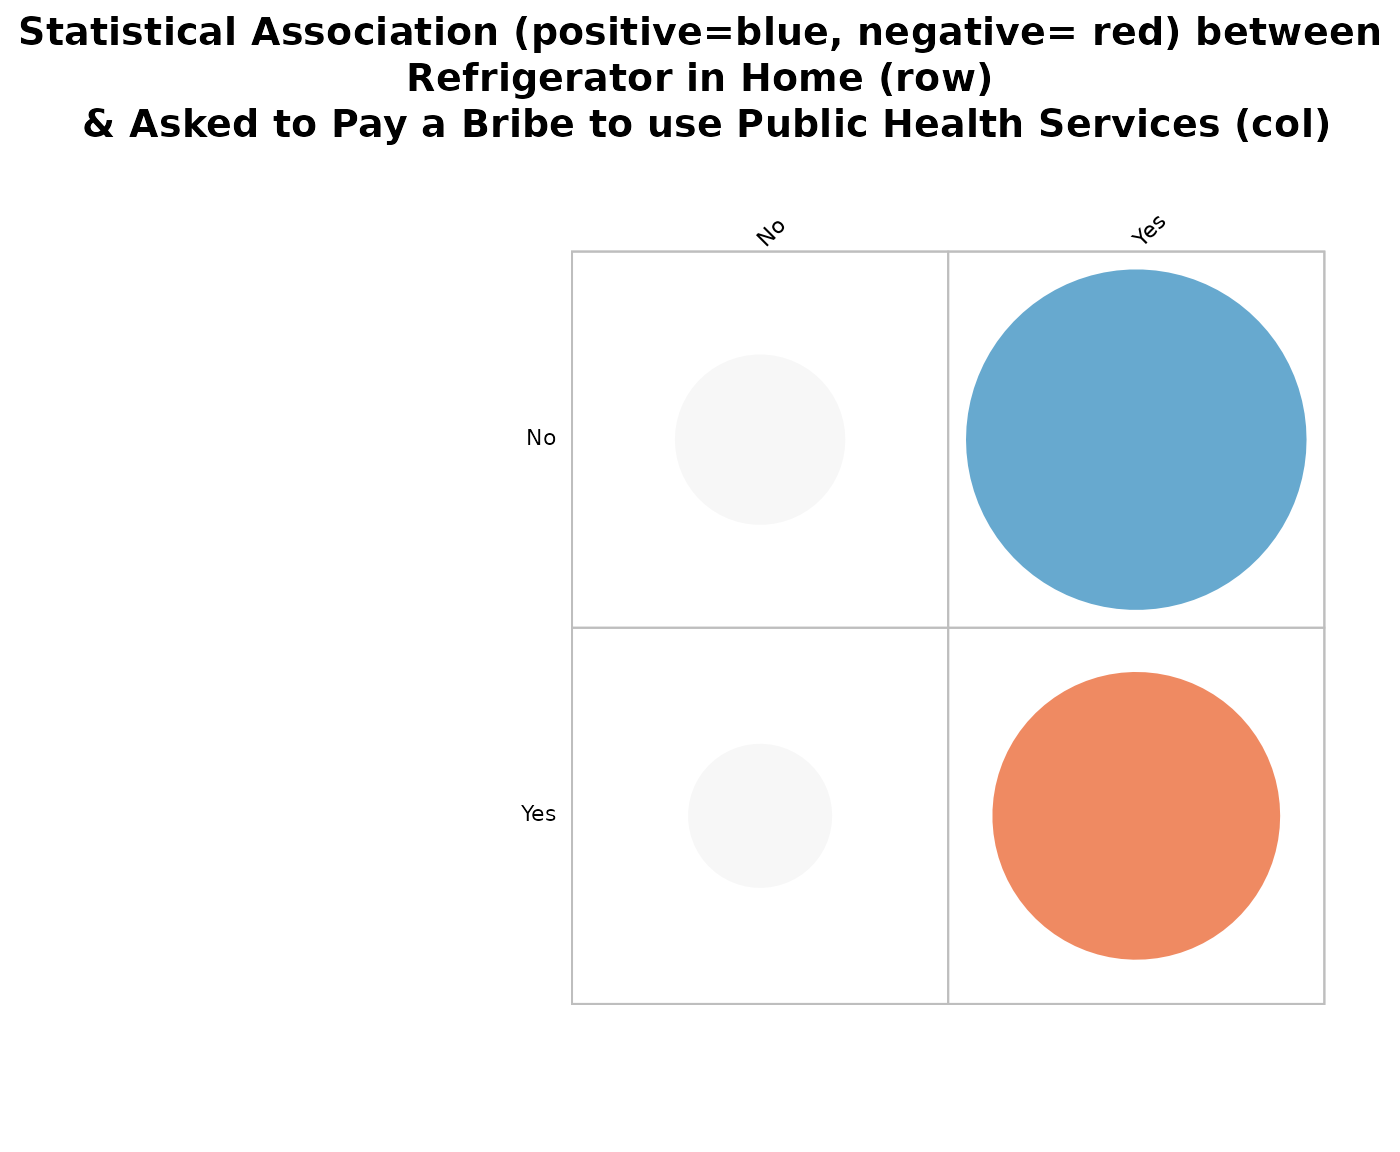 Statistical Association (positive=blue, negative= red) between
Refrigerator in Home (row)
& Asked to Pay a Bribe to use Public Health Services (col)
No
Yes
No
Yes